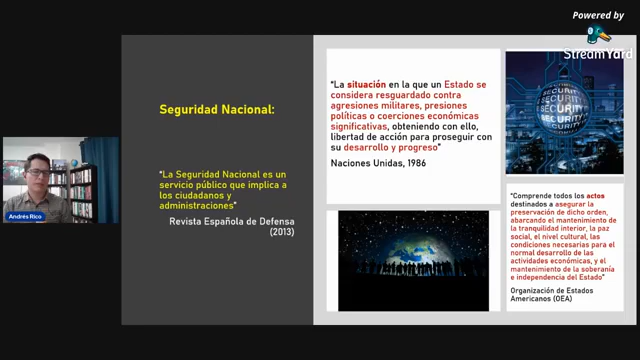 Powered by
StreamYard
Seguridad Nacional:
"La Seguridad Nacional es un
servicio público que implica a
los ciudadanos y
administraciones"
Revista Española de Defensa
(2013)
"La situación en la que un Estado se
considera resguardado contra
agresiones militares, presiones
políticas o coerciones económicas
significativas, obteniendo con ello,
libertad de acción para proseguir con
su desarrollo y progreso"
Naciones Unidas, 1986
SECURITY
SECURITY
SECURITY
"Comprende todos los actos
destinados a asegurar la
preservación de dicho orden,
abarcando el mantenimiento de
la tranquilidad interior, la paz
social, el nivel cultural, las
condiciones necesarias para el
normal desarrollo de las
actividades económicas, y el
mantenimiento de la soberanía
e independencia del Estado"
Organización de Estados
Americanos (OEA)
Andrés Rico